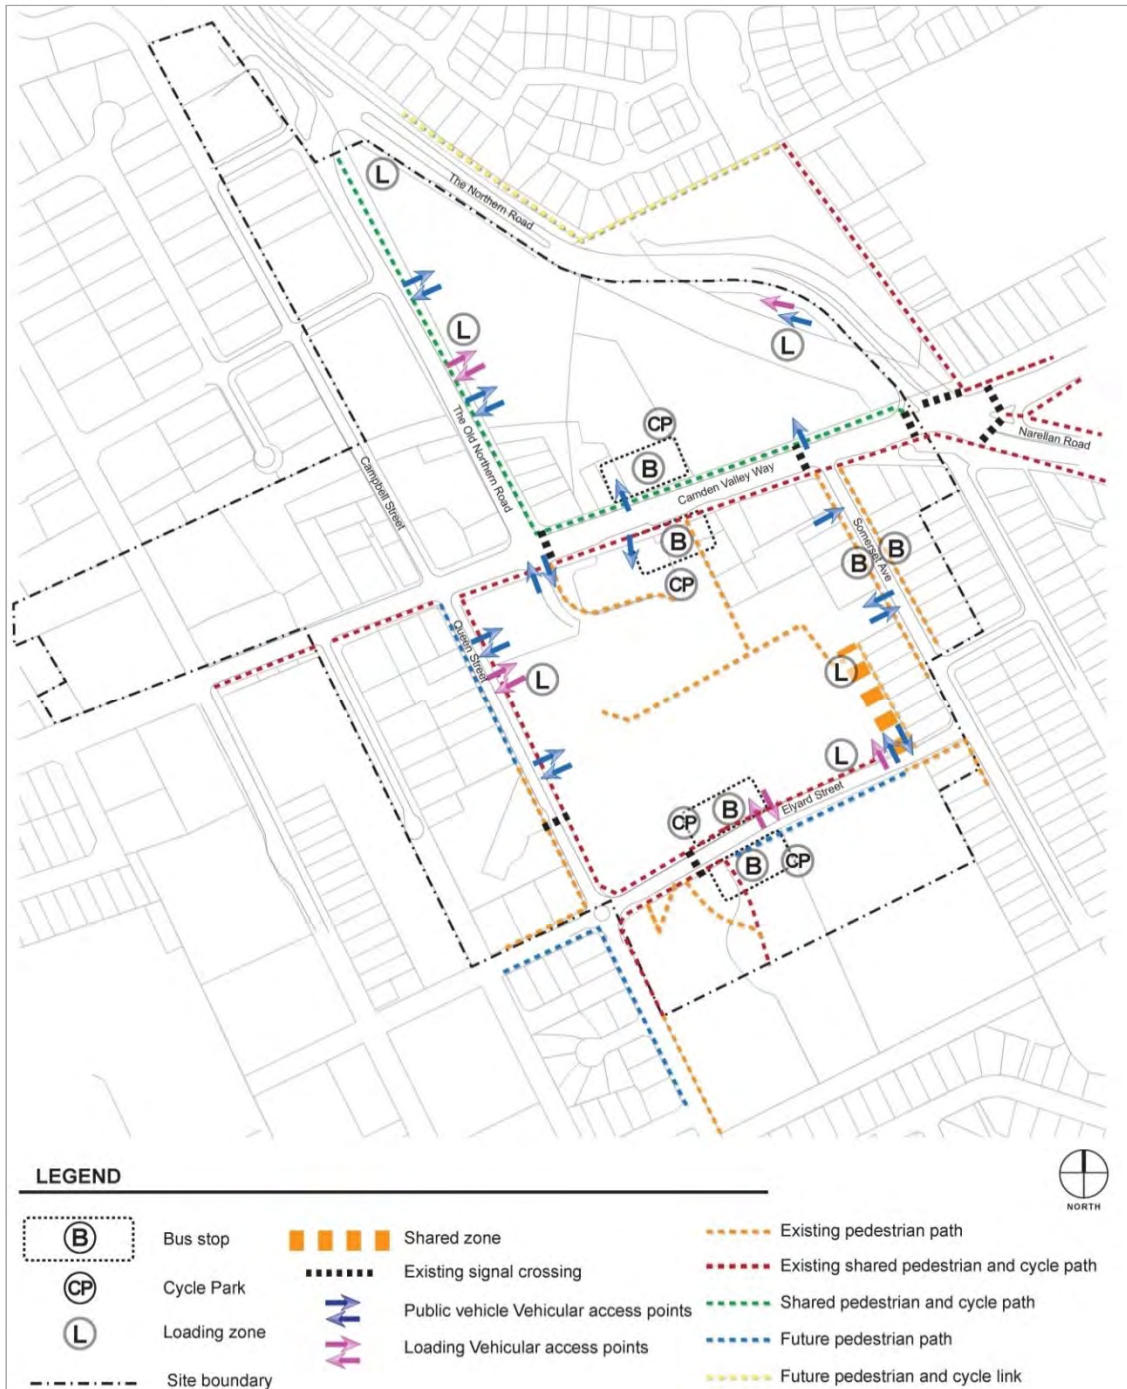 L
The Northern Road
L
L
The Old Northern Road
CP
B
Camden Valley Way
Narellan Road
Campbell Street
B
CP
B
B
Somerset Ave
Queen Street
L
L
L
CP
B
Elyard Street
B
CP
LEGEND
NORTH
B Bus stop
CP Cycle Park
L Loading zone
Site boundary
Shared zone
Existing signal crossing
Public vehicle Vehicular access points
Loading Vehicular access points
Existing pedestrian path
Existing shared pedestrian and cycle path
Shared pedestrian and cycle path
Future pedestrian path
Future pedestrian and cycle link